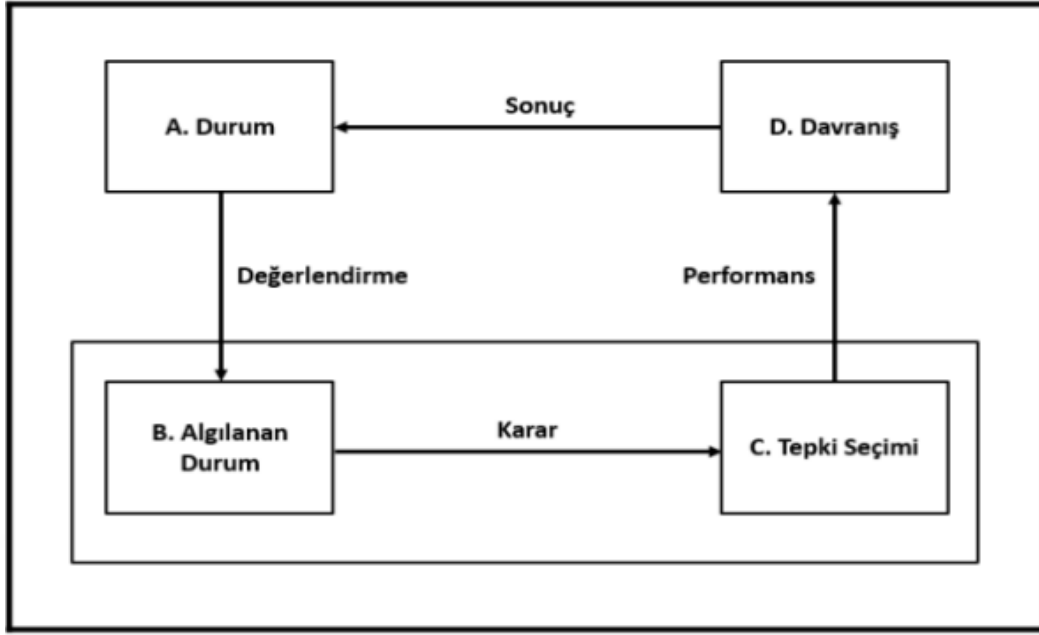 A. Durum
Sonuç
D. Davranış
Değerlendirme
Performans
B. Algılanan
Durum
Karar
C. Tepki Seçimi